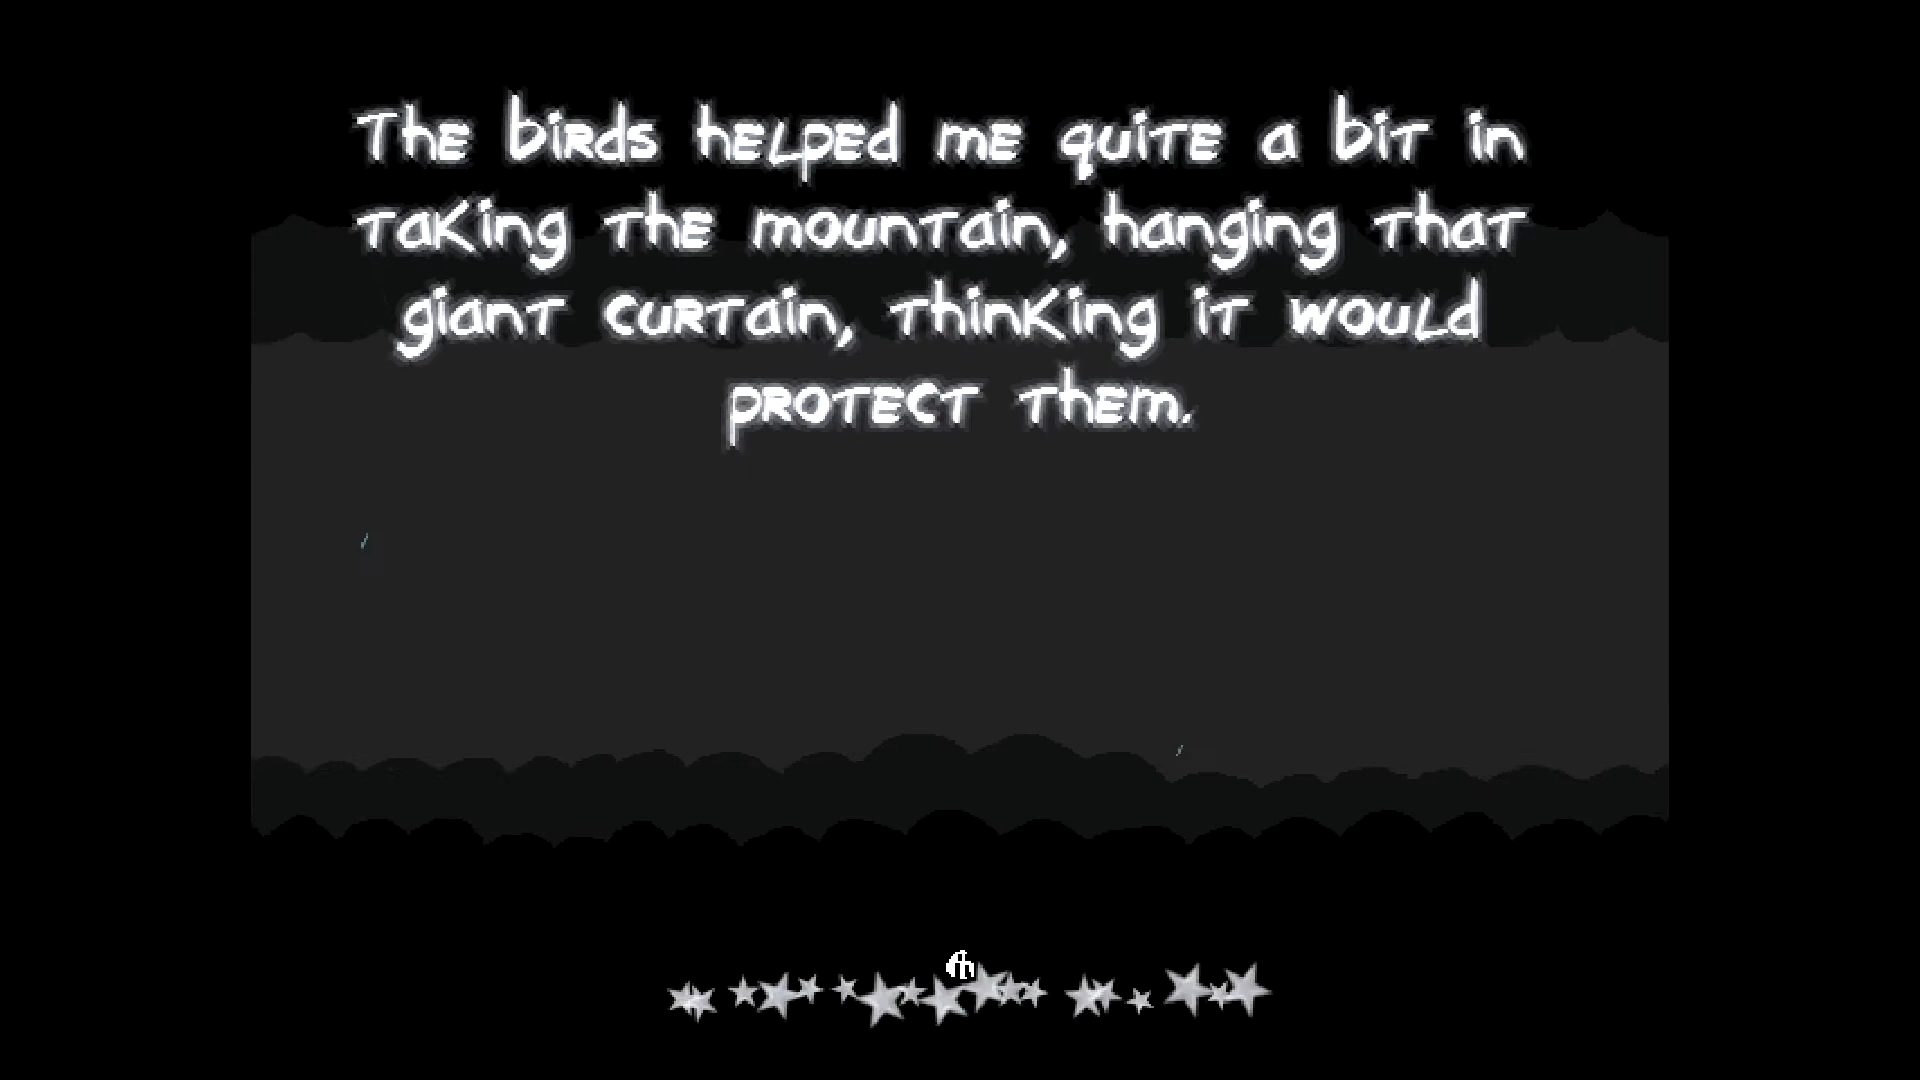 The birds helped me quite a bit in
taking the mountain, hanging that
giant curtain, thinking it would
protect them.